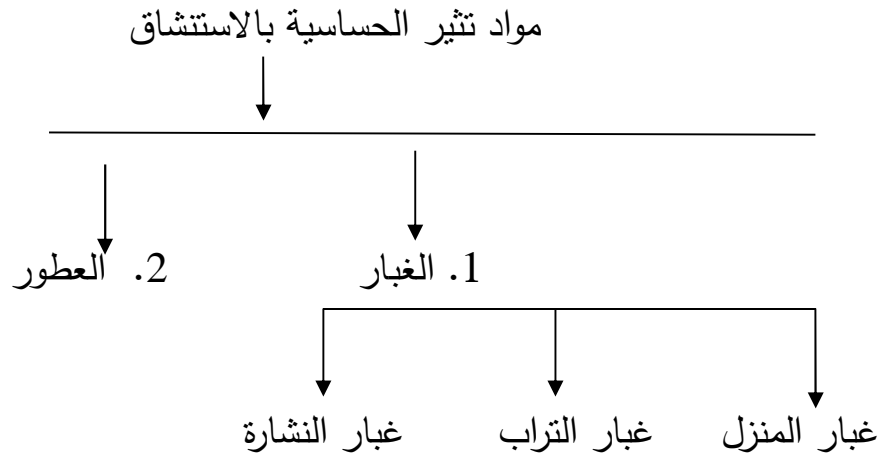 مواد تثير الحساسية بالاستنشاق
1. الغبار 2. العطور
غبار المنزل غبار التراب غبار النشارة